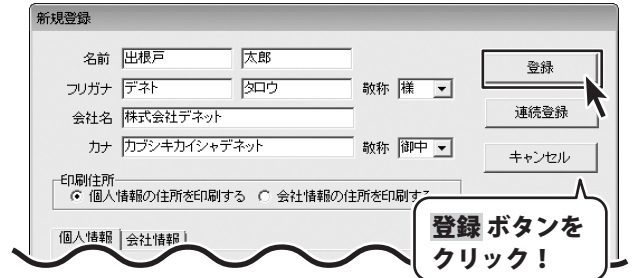 新規登録
名前 出根戸 太郎
登録
フリガナ デネト タロウ 敬称 様
会社名 株式会社デネット
連続登録
カナ カブシキカイシャデネット 敬称 御中
キャンセル
印刷住所
個人情報の住所を印刷する 会社情報の住所を印刷する
個人情報 会社情報
登録 ボタンを
クリック！